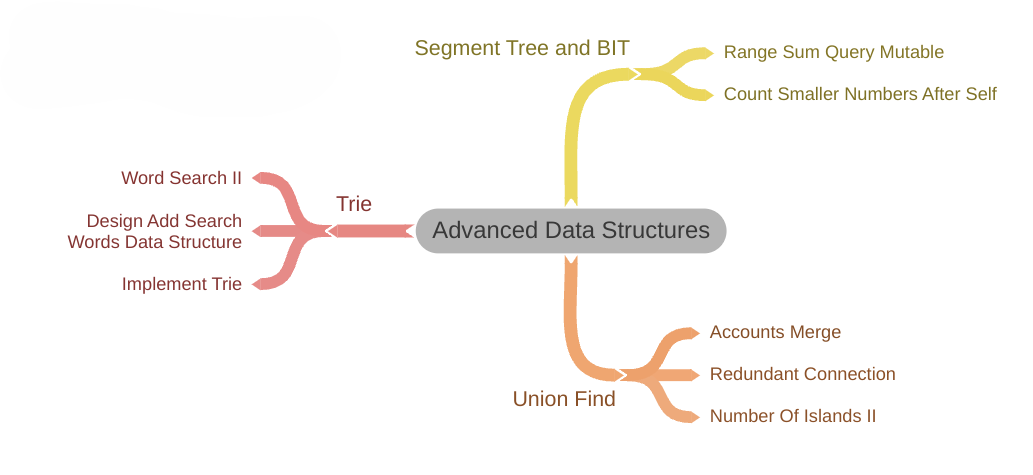 Segment Tree and BIT
Range Sum Query Mutable
Count Smaller Numbers After Self
Word Search II
Trie
Design Add Search
Words Data Structure
Advanced Data Structures
Implement Trie
Accounts Merge
Redundant Connection
Union Find
Number Of Islands II